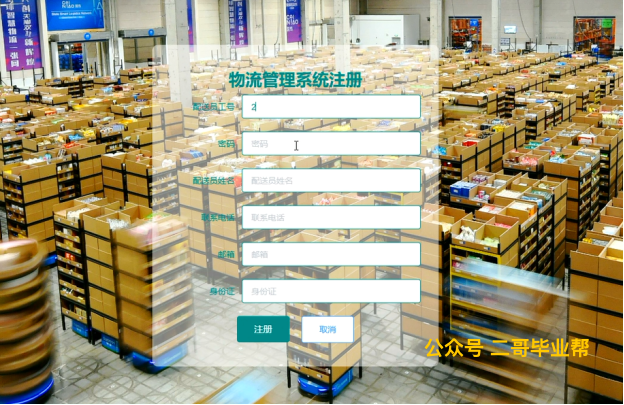 物流管理系统注册
配送员工号
2
密码
密码
配送员姓名
配送员姓名
联系电话
联系电话
邮箱
邮箱
身份证
身份证
注册
取消
公众号 二哥毕业帮